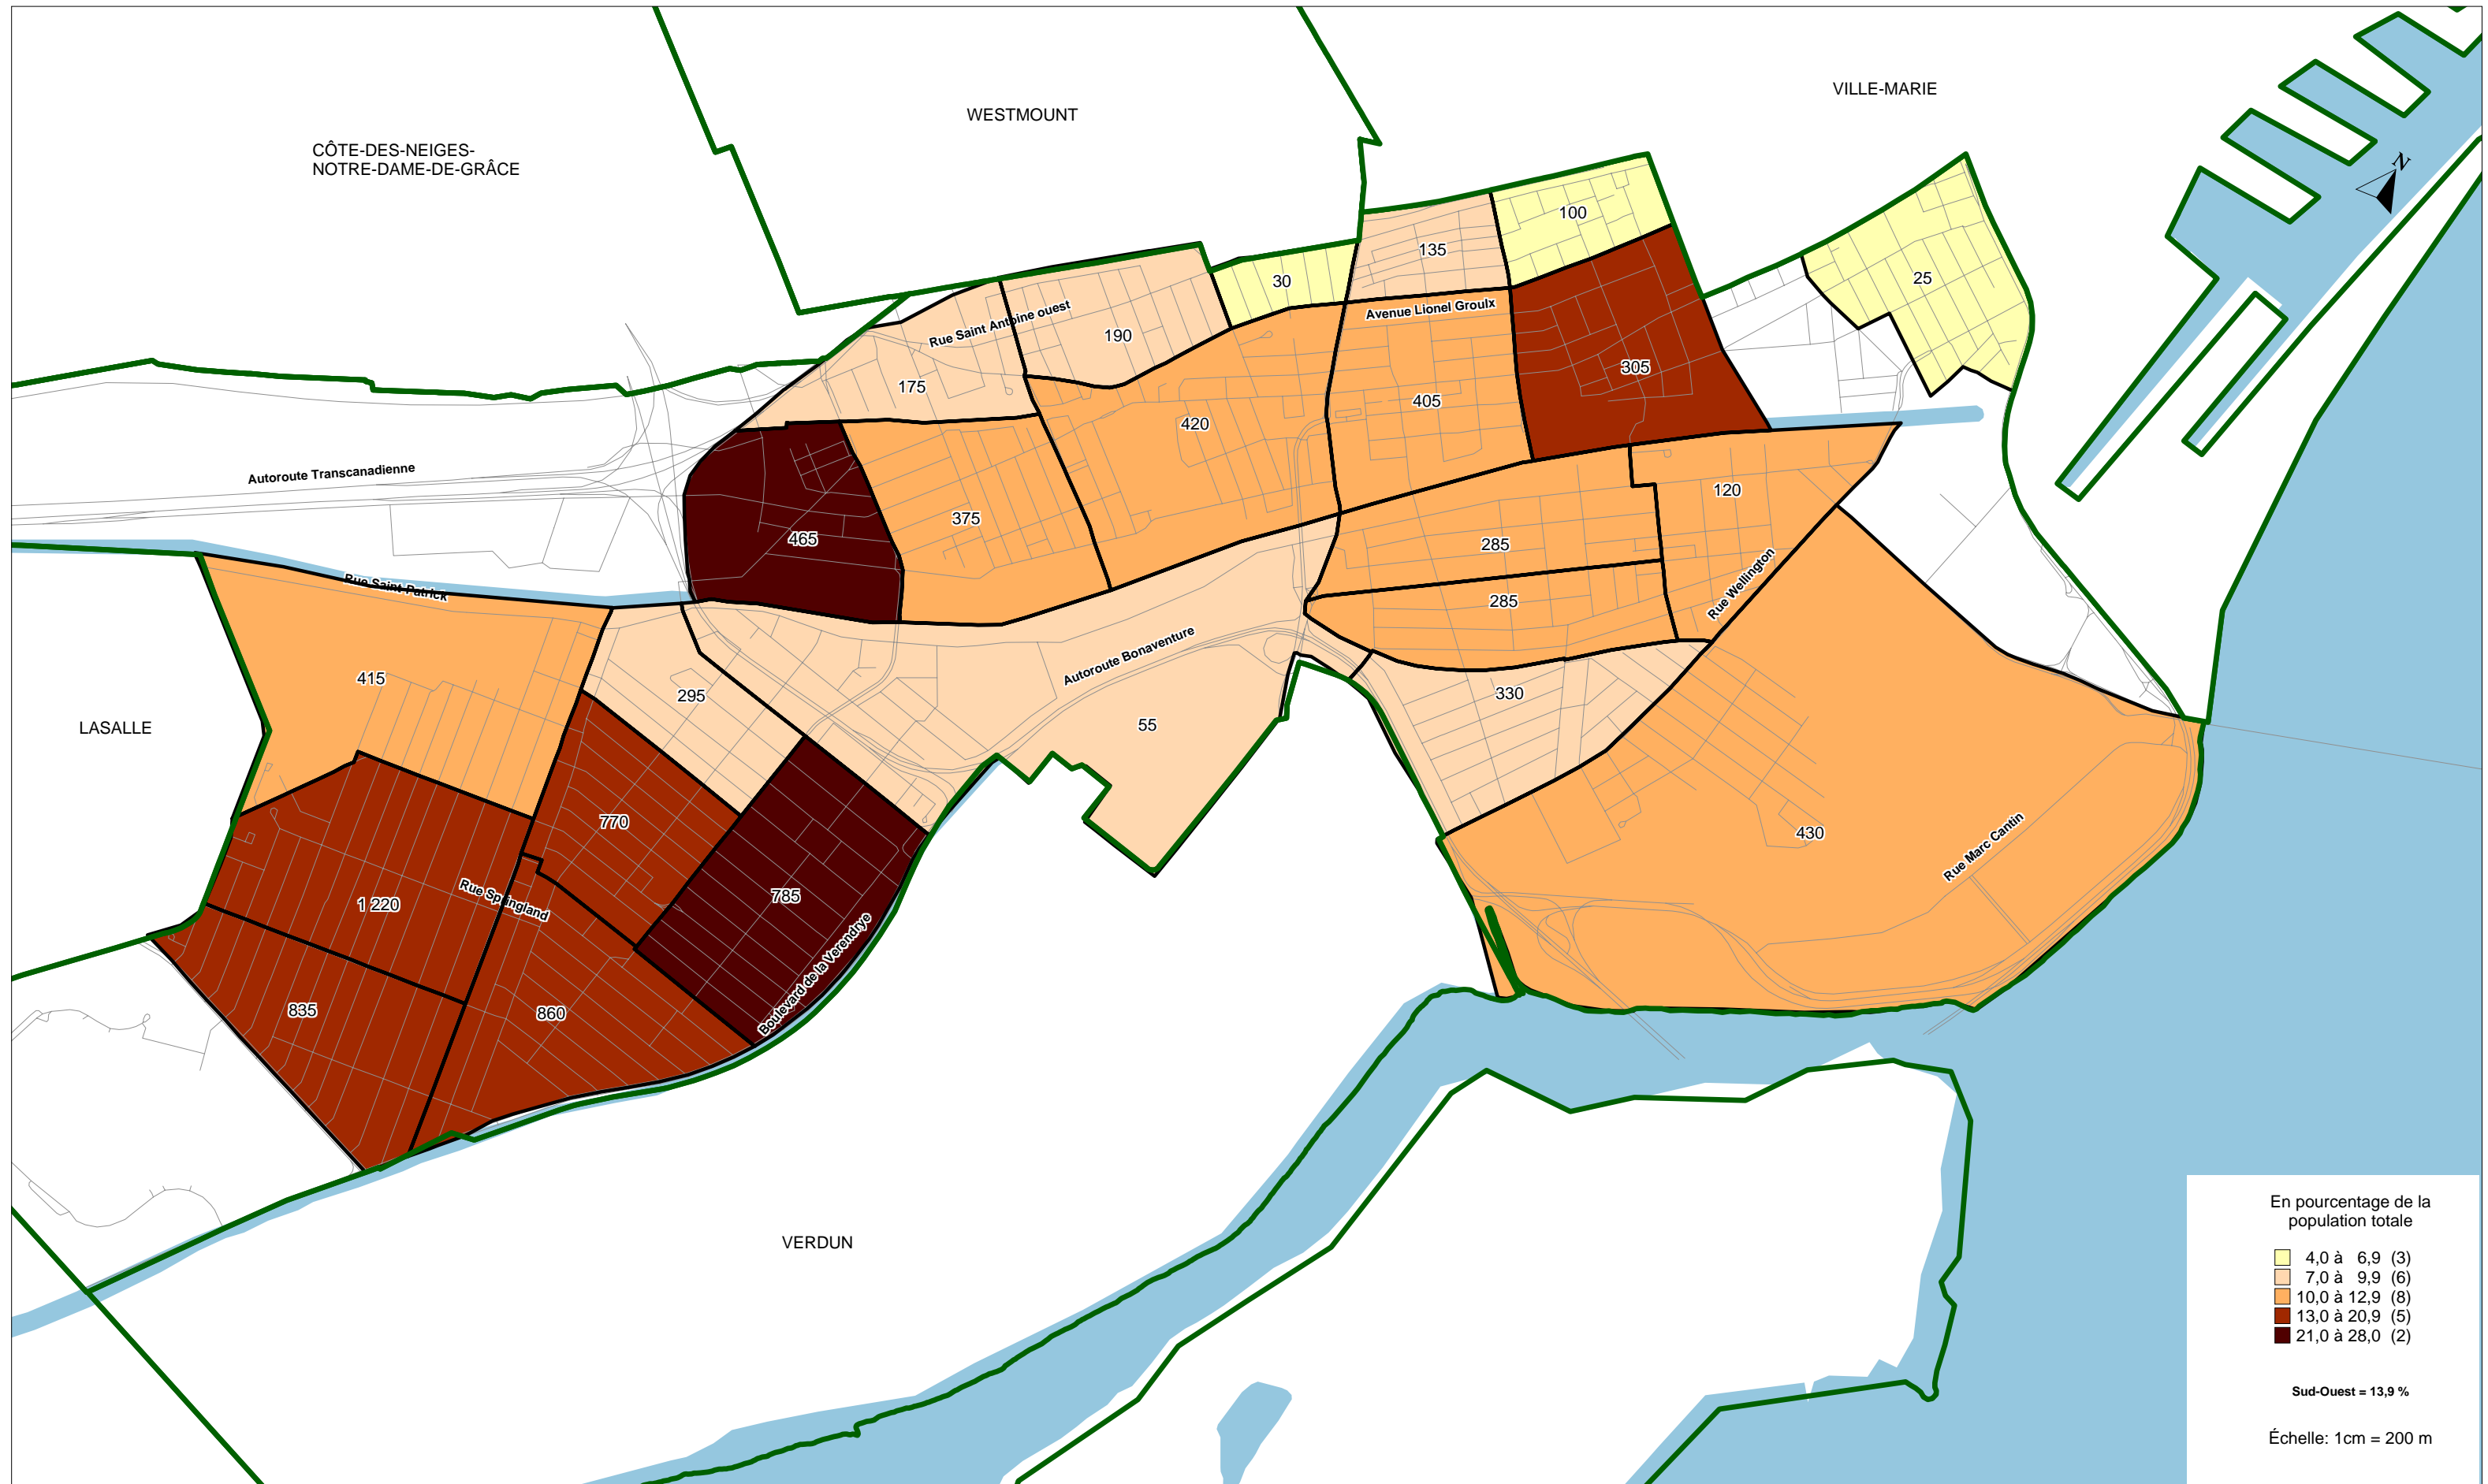 WESTMOUNT
VILLE-MARIE
CÔTE-DES-NEIGES-
NOTRE-DAME-DE-GRÂCE
N
100
135
30
25
Avenue Lionel Groulx
Rue Saint Antoine ouest
190
305
175
405
420
Autoroute Transcanadienne
120
375
465
285
Rue Saint Patrick
285
Rue Wellington
415
Autoroute Bonaventure
295
330
LASALLE
55
770
430
Rue Marc Cantin
785
Rue Springland
1 220
Boulevard de la Verendrye
835
860
VERDUN
En pourcentage de la
population totale
4,0 à 6,9 (3)
7,0 à 9,9 (6)
10,0 à 12,9 (8)
13,0 à 20,9 (5)
21,0 à 28,0 (2)
Sud-Ouest = 13,9 %
Échelle: 1cm = 200 m